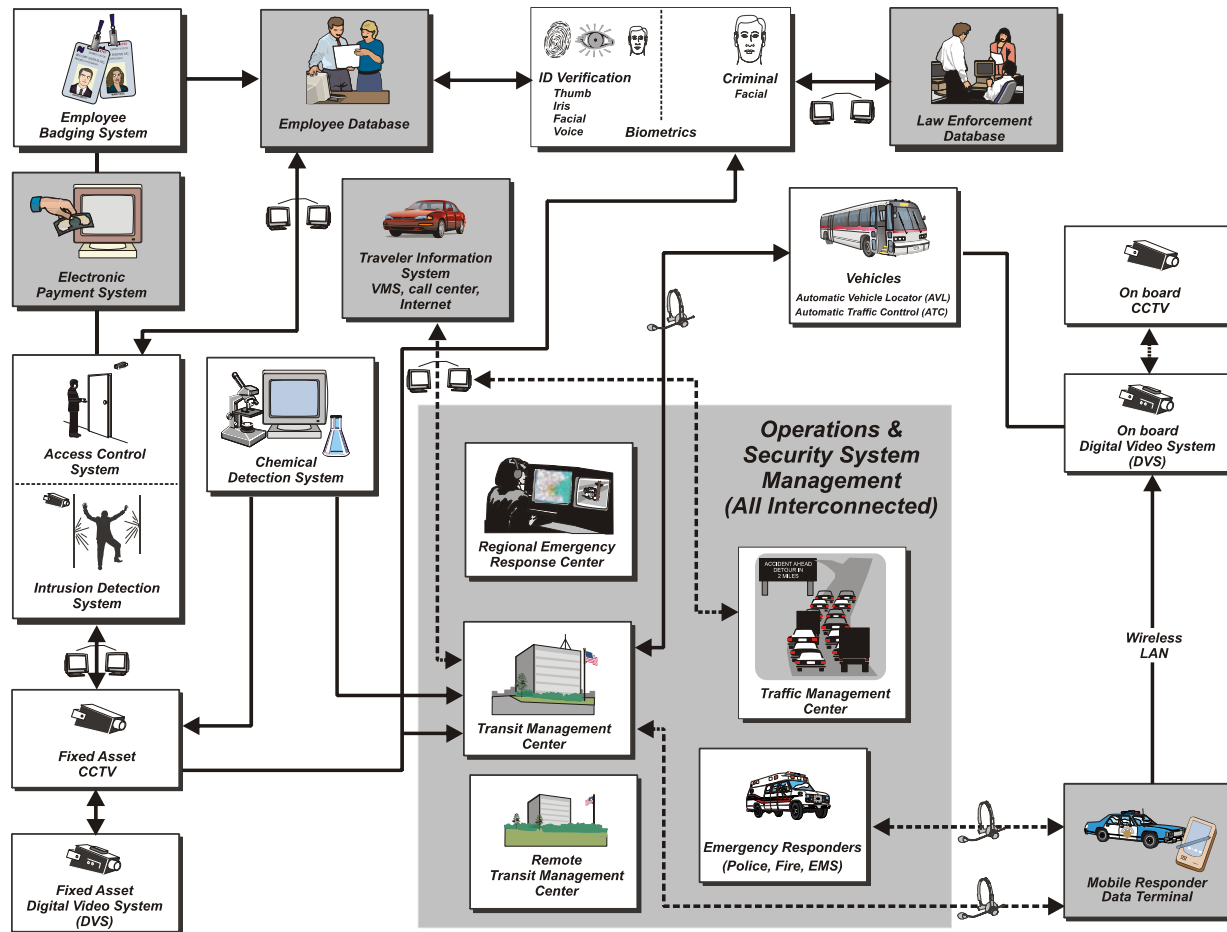 Employee
Badging System
Employee Database
ID Verification
Thumb
Iris
Facial
Voice
Criminal
Facial
Biometrics
Law Enforcement
Database
Electronic
Payment System
Traveler Information
System
VMS, call center,
Internet
Vehicles
Automatic Vehicle Locator (AVL)
Automatic Traffic Conttrol (ATC)
On board
CCTV
Access Control
System
Intrusion Detection
System
Chemical
Detection System
On board
Digital Video System
(DVS)
Operations &
Security System
Management
(All Interconnected)
Regional Emergency
Response Center
ACCIDENT AHEAD
DETOUR IN
2 MILES
Traffic Management
Center
Wireless
LAN
Transit Management
Center
Fixed Asset
CCTV
Remote
Transit Management
Center
Emergency Responders
(Police, Fire, EMS)
Mobile Responder
Data Terminal
Fixed Asset
Digital Video System
(DVS)